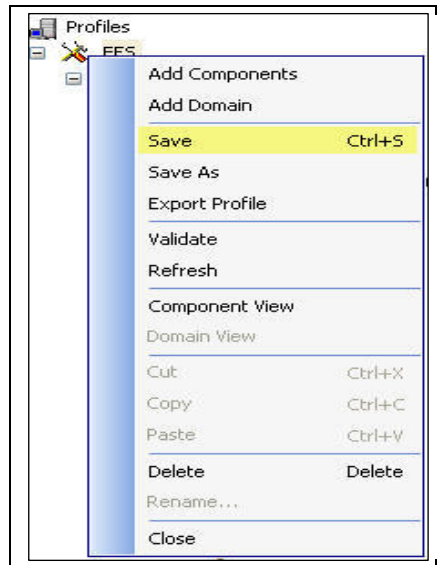 Profiles
EES
Add Components
Add Domain
Save Ctrl+S
Save As
Export Profile
Validate
Refresh
Component View
Domain View
Cut Ctrl+X
Copy Ctrl+C
Paste Ctrl+V
Delete Delete
Rename...
Close